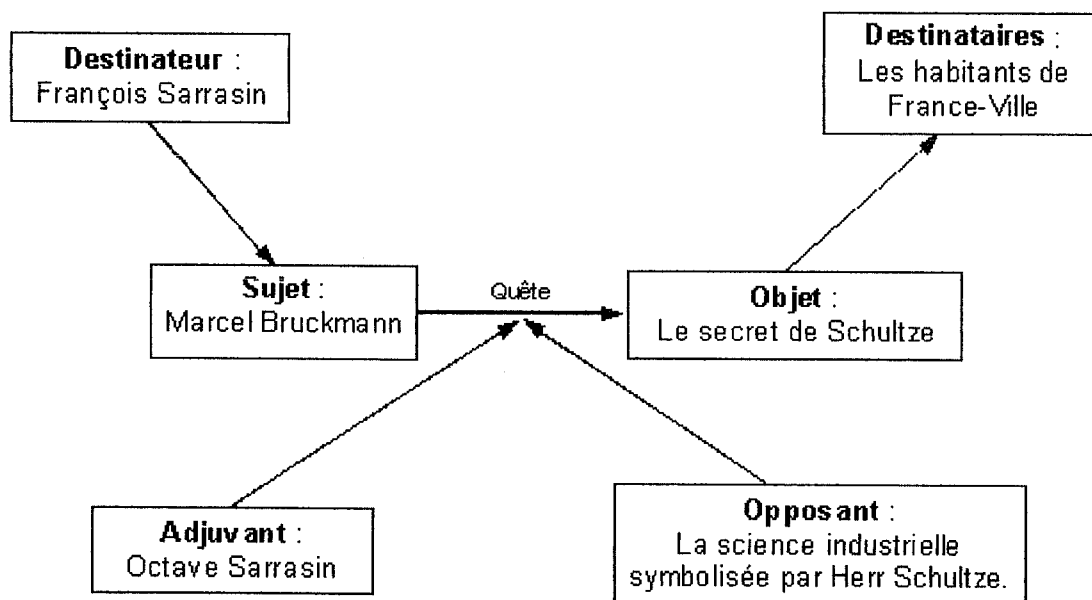 Destinateur :
François Sarrasin
Destinataires :
Les habitants de
France-Ville
Sujet :
Marcel Bruckmann
Quête
Objet :
Le secret de Schultze
Adjuvant :
Octave Sarrasin
Opposant :
La science industrielle
symbolisée par Herr Schultze.